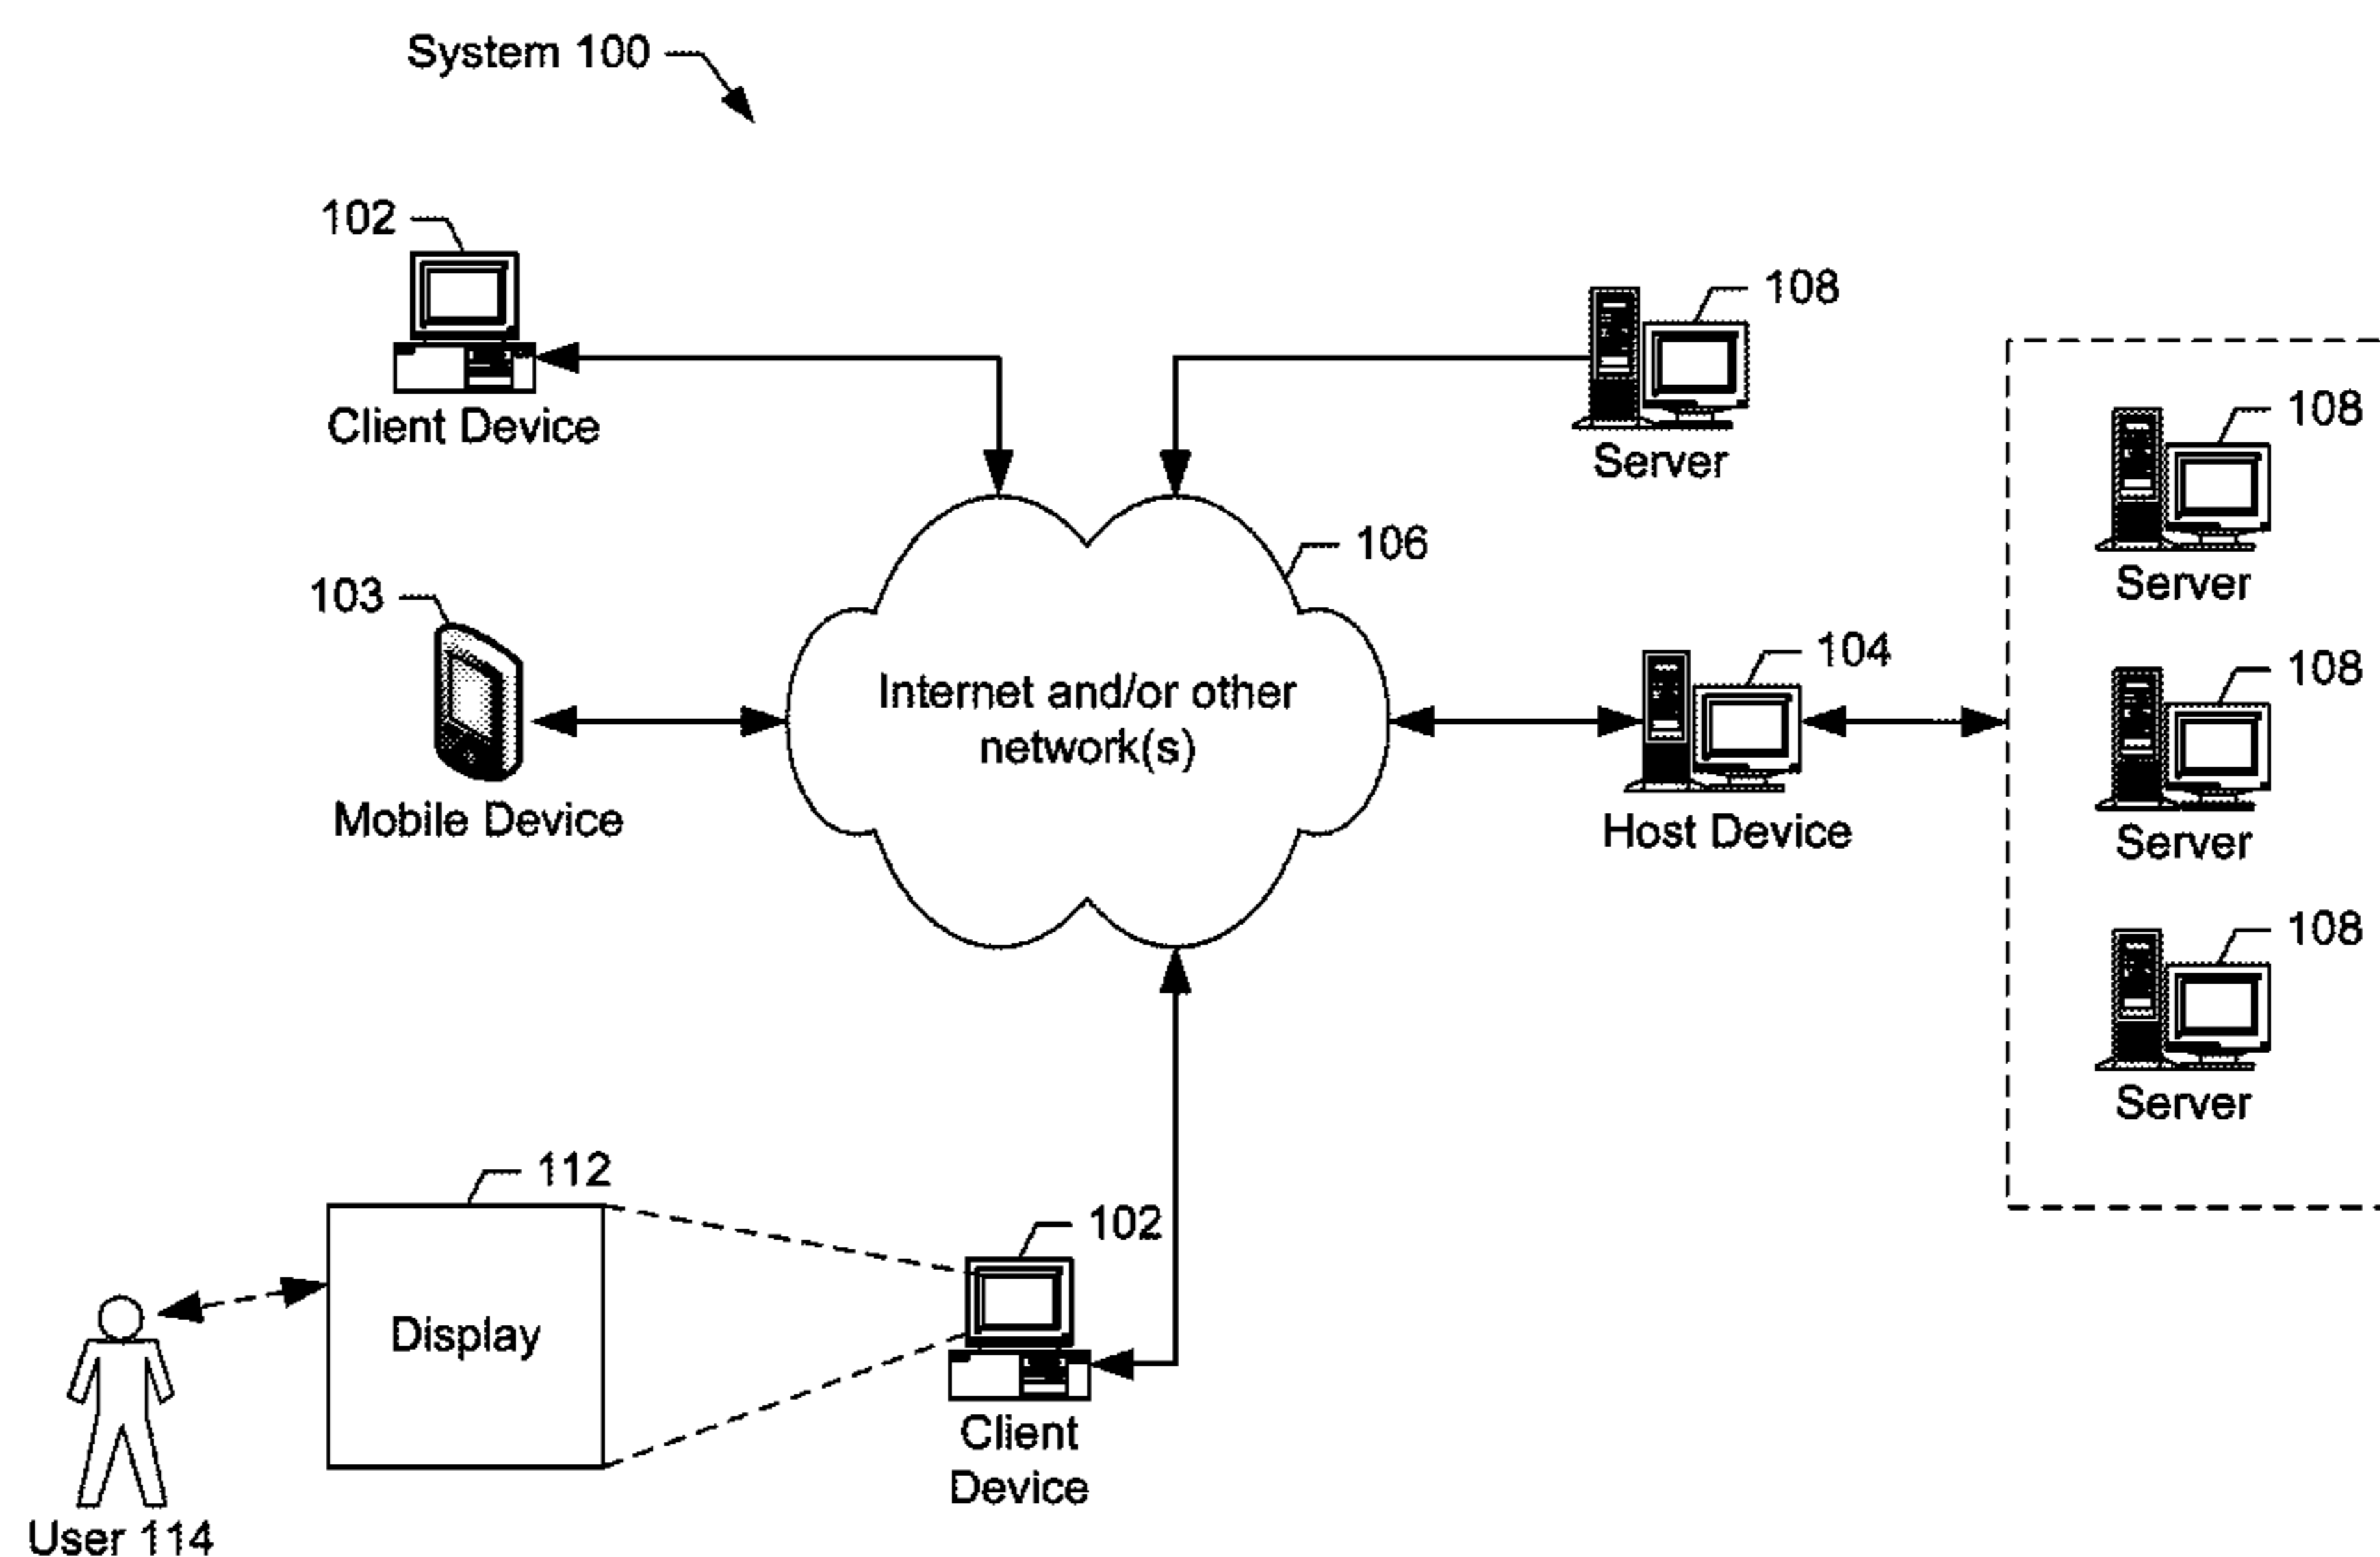 System 100
102
Client Device
108
Server
108
Server
106
103
Mobile Device
Internet and/or other
network(s)
104
Host Device
108
Server
108
Server
112
Display
102
Client
Device
User 114